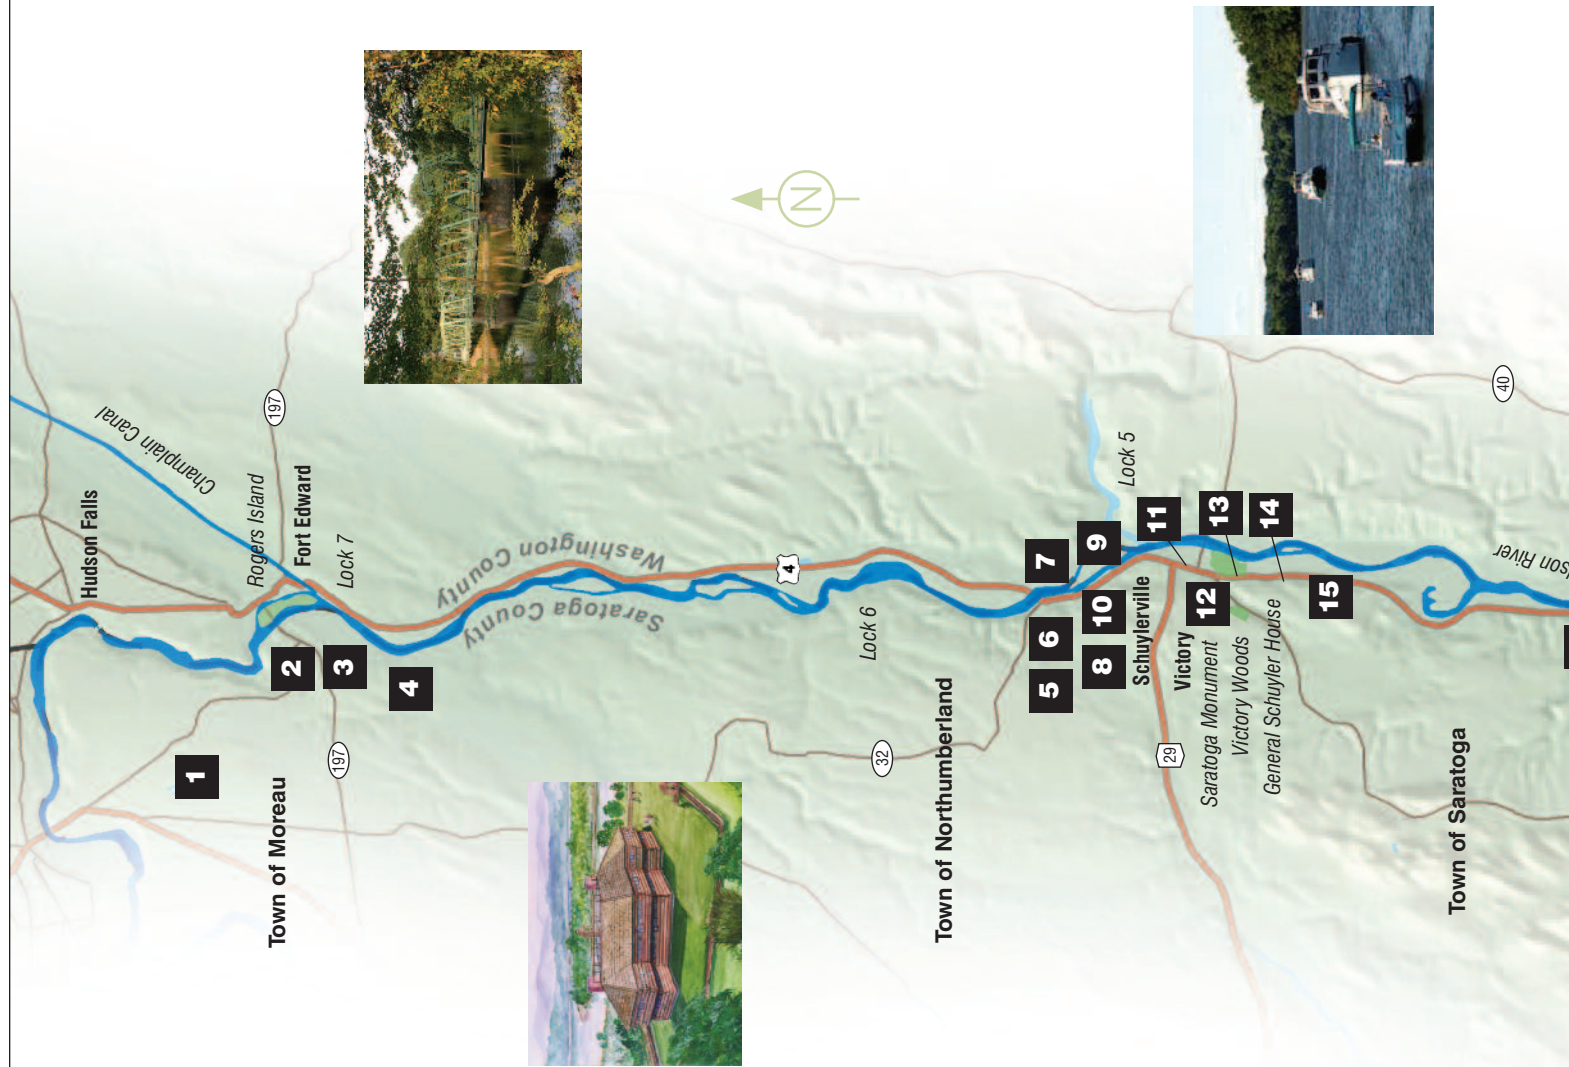 Hudson Falls
Champlain Canal
Rogers Island
197
Fort Edward
Lock 7
2
3
4
1
197
Town of Moreau
Washington
County
Saratoga County
4
N
Lock 6
32
Town of Northumberland
7
9
Lock 5
5
6
8
10
Schuylerville
11
13
14
12
Victory
Saratoga Monument
Victory Woods
General Schuyler House
29
15
40
Town of Saratoga
son River